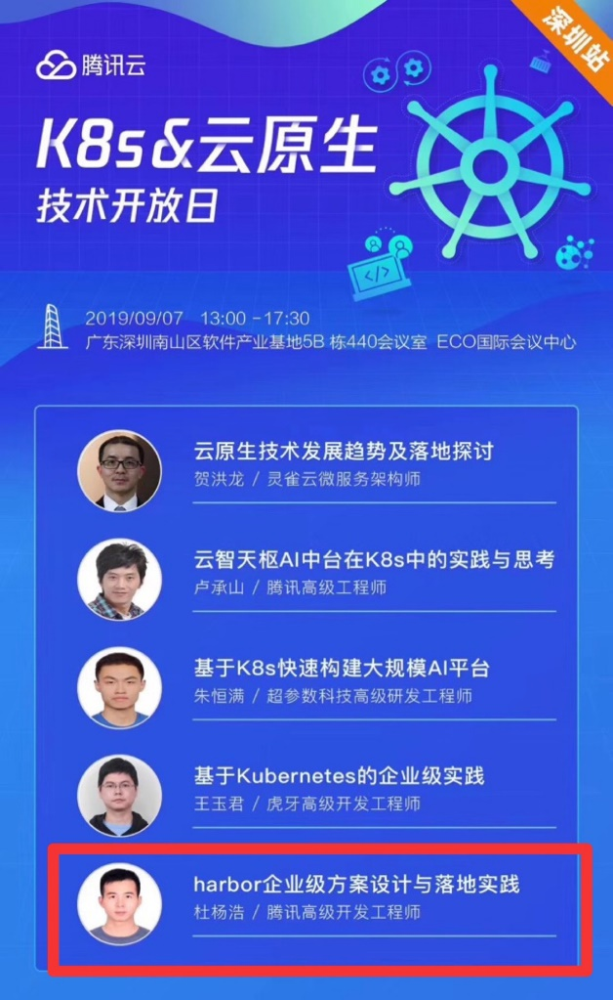 深圳站
腾讯云
K8s&云原生
技术开放日
</>
2019/09/07 13:00 -17:30
广东深圳南山区软件产业基地5B 栋440会议室 ECO国际会议中心
云原生技术发展趋势及落地探讨
贺洪龙 / 灵雀云微服务架构师
云智天枢AI中台在K8s中的实践与思考
卢承山 / 腾讯高级工程师
基于K8s快速构建大规模AI平台
朱恒满 / 超参数科技高级研发工程师
基于Kubernetes的企业级实践
王玉君 / 虎牙高级开发工程师
harbor企业级方案设计与落地实践
杜杨浩 / 腾讯高级开发工程师